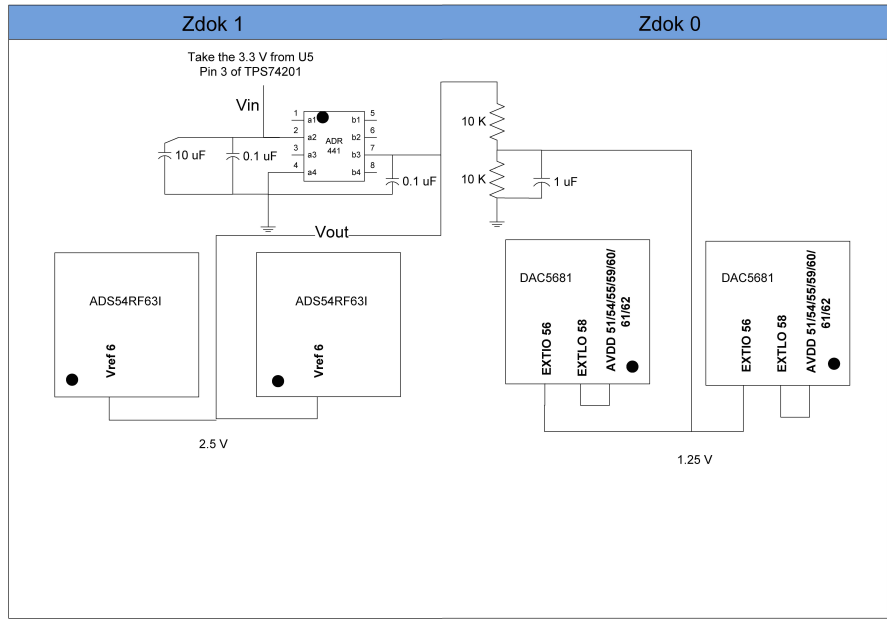 Zdok 1
Zdok 0
Take the 3.3 V from U5
Pin 3 of TPS74201
Vin
1
2
3
4
a1
a2
a3
a4
ADR
441
b1
b2
b3
b4
5
6
7
8
10 uF
0.1 uF
0.1 uF
10 K
10 K
1 uF
Vout
ADS54RF63I
Vref 6
ADS54RF63I
Vref 6
2.5 V
DAC5681
EXTIO 56
EXTLO 58
AVDD 51/54/55/59/60/
61/62
DAC5681
EXTIO 56
EXTLO 58
AVDD 51/54/55/59/60/
61/62
1.25 V